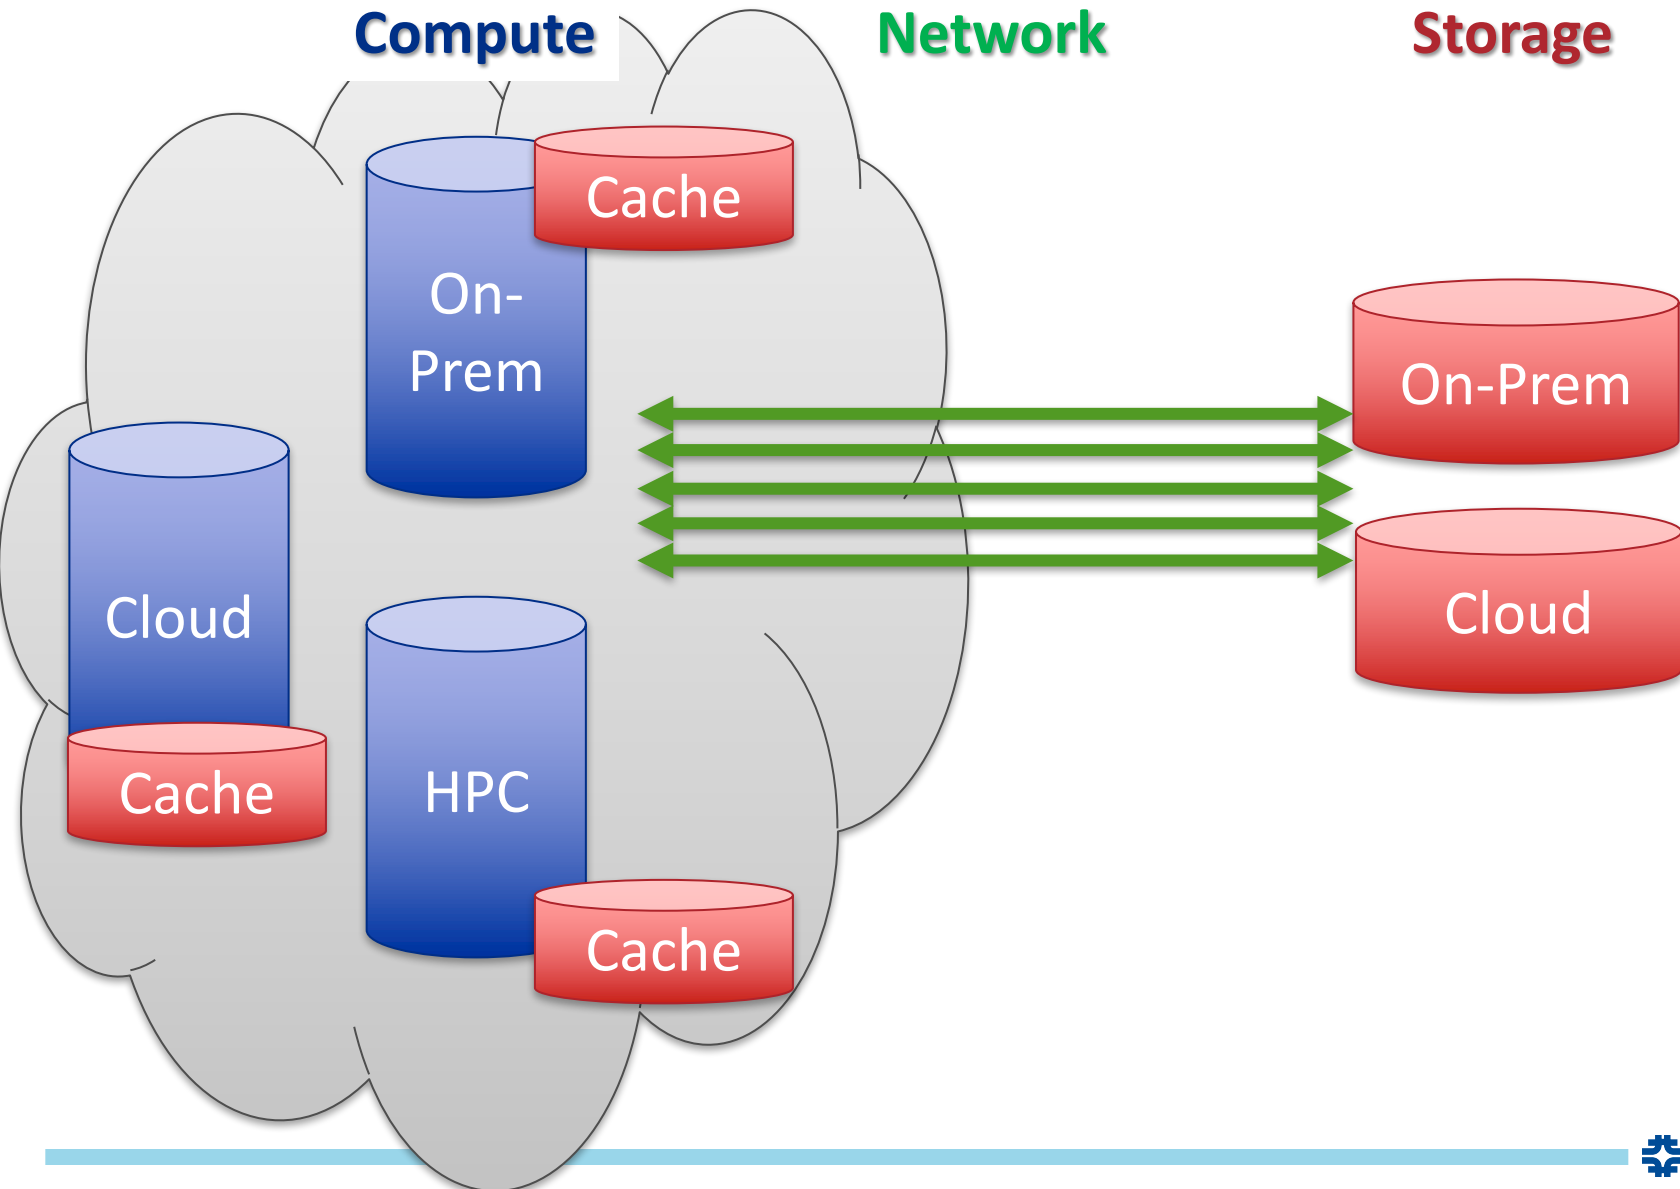 Compute Network Storage
Cache
On-
Prem
On-Prem
Cloud
Cloud
Cache
HPC
Cache